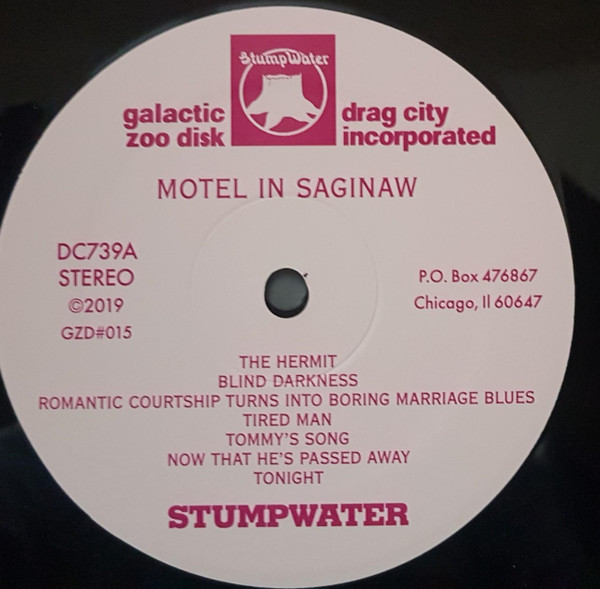 StumpWater
galactic zoo disk
drag city incorporated
MOTEL IN SAGINAW
DC739A
STEREO
©2019
GZD#015
P.O. Box 476867
Chicago, Il 60647
THE HERMIT
BLIND DARKNESS
ROMANTIC COURTSHIP TURNS INTO BORING MARRIAGE BLUES
TIRED MAN
TOMMY'S SONG
NOW THAT HE'S PASSED AWAY
TONIGHT
STUMPWATER